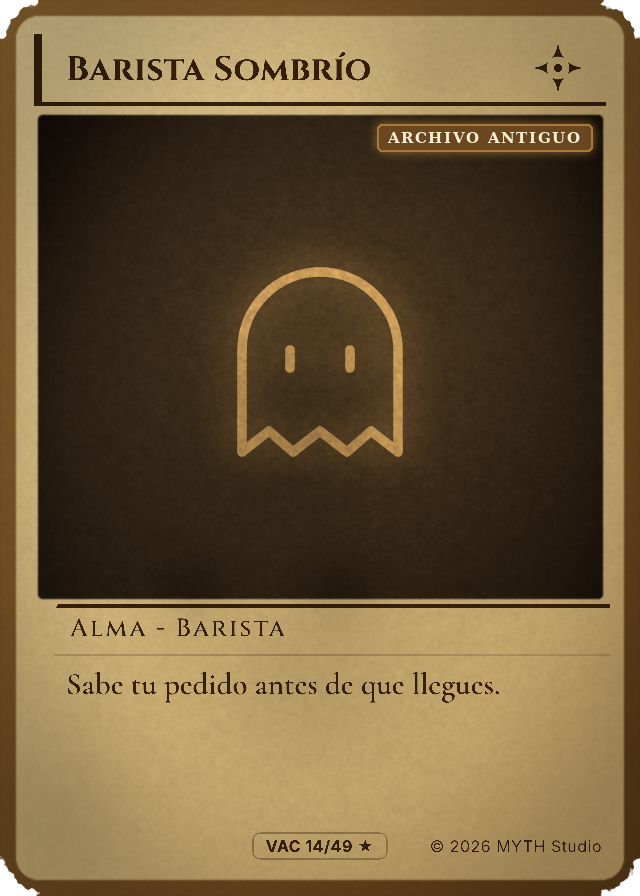 Barista Sombrío
ARCHIVO ANTIGUO
Alma - Barista
Sabe tu pedido antes de que llegues.
VAC 14/49 ★
© 2026 MYTH Studio